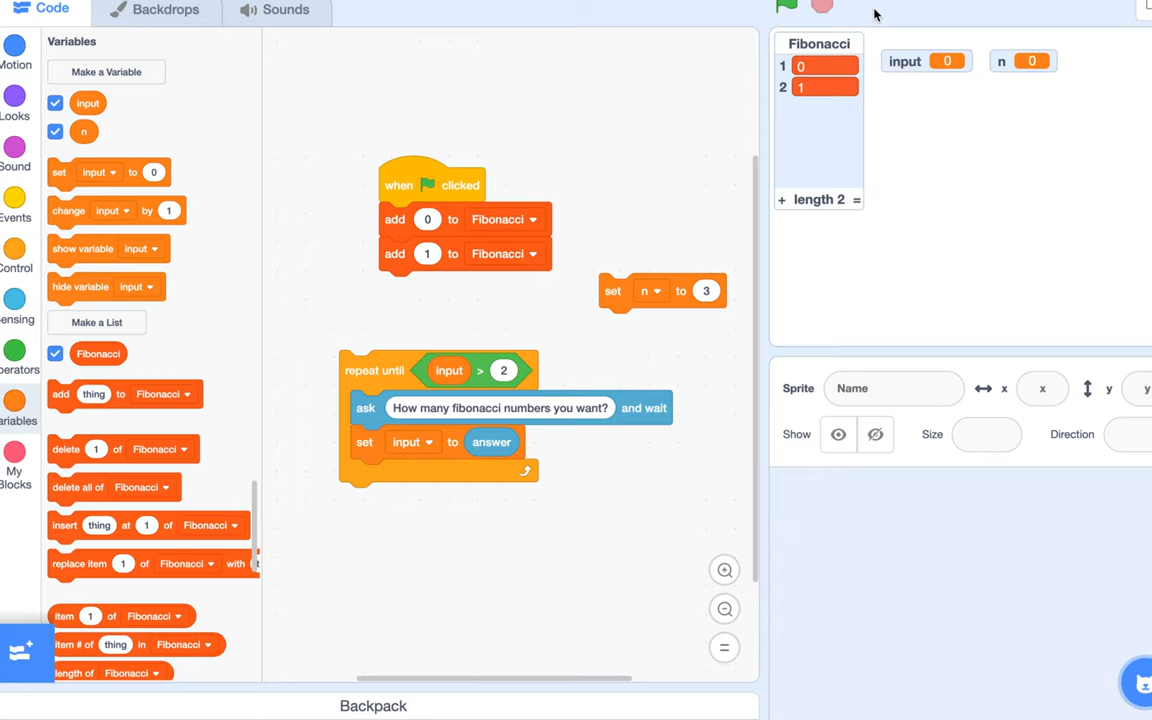 Code
Backdrops
Sounds
Motion
Looks
Sound
Events
Control
Sensing
perators
ariables
My
Blocks
Variables
Make a Variable
input
n
set input to 0
change input by 1
show variable input
hide variable input
Make a List
Fibonacci
add thing to Fibonacci
delete 1 of Fibonacci
delete all of Fibonacci
insert thing at 1 of Fibonacci
replace item 1 of Fibonacci with
item 1 of Fibonacci
item # of thing in Fibonacci
length of Fibonacci
when clicked
add 0 to Fibonacci
add 1 to Fibonacci
set n to 3
repeat until input > 2
ask How many fibonacci numbers you want? and wait
set input to answer
Backpack
Fibonacci
1 0
2 1
+ length 2 =
input 0
n 0
Sprite Name x x y y
Show Size Direction